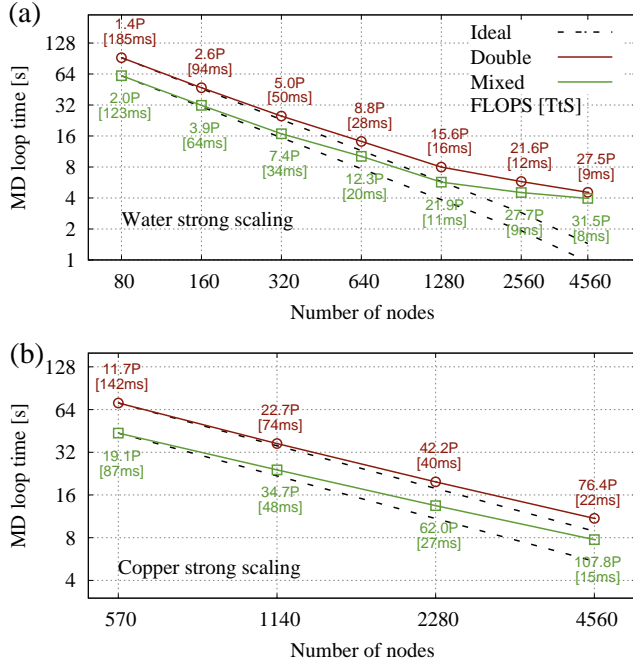 (a)
MD loop time [s]
128
64
32
16
8
4
2
1
1.4P
[185ms]
2.6P
[94ms]
5.0P
[50ms]
8.8P
[28ms]
15.6P
[16ms]
21.6P
[12ms]
27.5P
[9ms]
Ideal
Double
Mixed
FLOPS [TtS]
2.0P
[123ms]
3.9P
[64ms]
7.4P
[34ms]
12.3P
[20ms]
21.9P
[11ms]
27.7P
[9ms]
31.5P
[8ms]
Water strong scaling
80 160 320 640 1280 2560 4560
Number of nodes
(b)
MD loop time [s]
128
64
32
16
8
4
11.7P
[142ms]
22.7P
[74ms]
42.2P
[40ms]
76.4P
[22ms]
19.1P
[87ms]
34.7P
[48ms]
62.0P
[27ms]
107.8P
[15ms]
Copper strong scaling
570 1140 2280 4560
Number of nodes